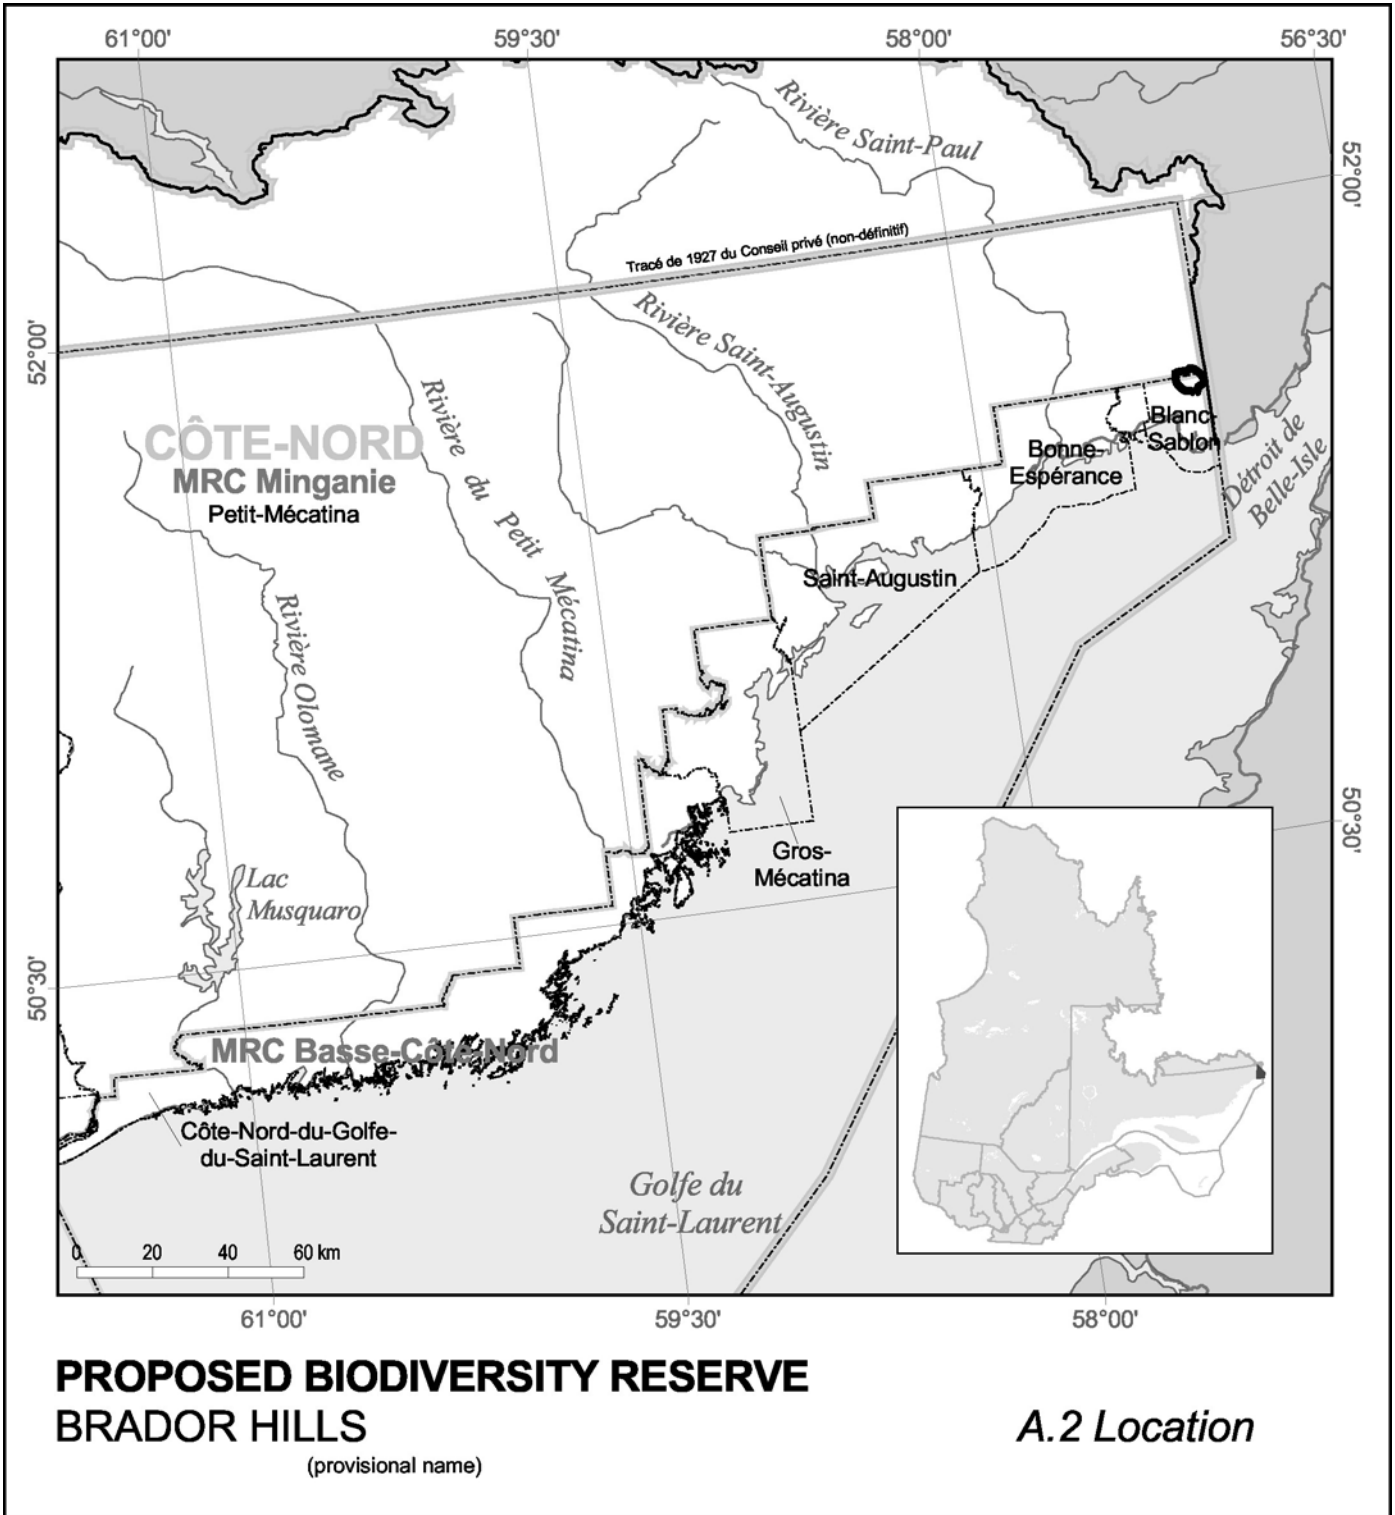 61°00' 59°30' 58°00' 56°30'
Rivière Saint-Paul
52°00'
Tracé de 1927 du Conseil privé (non-définitif)
Rivière Saint-Augustin
52°00'
Rivière du Petit Mécatina
CÔTE-NORD
MRC Minganie
Petit-Mécatina
Blanc-
Sablon
Bonne-
Espérance
Détroit de
Belle-Isle
Saint-Augustin
Rivière Olomane
50°30'
Gros-
Mécatina
Lac
Musquaro
50°30'
MRC Basse-Côte-Nord
Côte-Nord-du-Golfe-
du-Saint-Laurent
Golfe du
Saint-Laurent
0 20 40 60 km
61°00' 59°30' 58°00'
PROPOSED BIODIVERSITY RESERVE
BRADOR HILLS
A.2 Location
(provisional name)